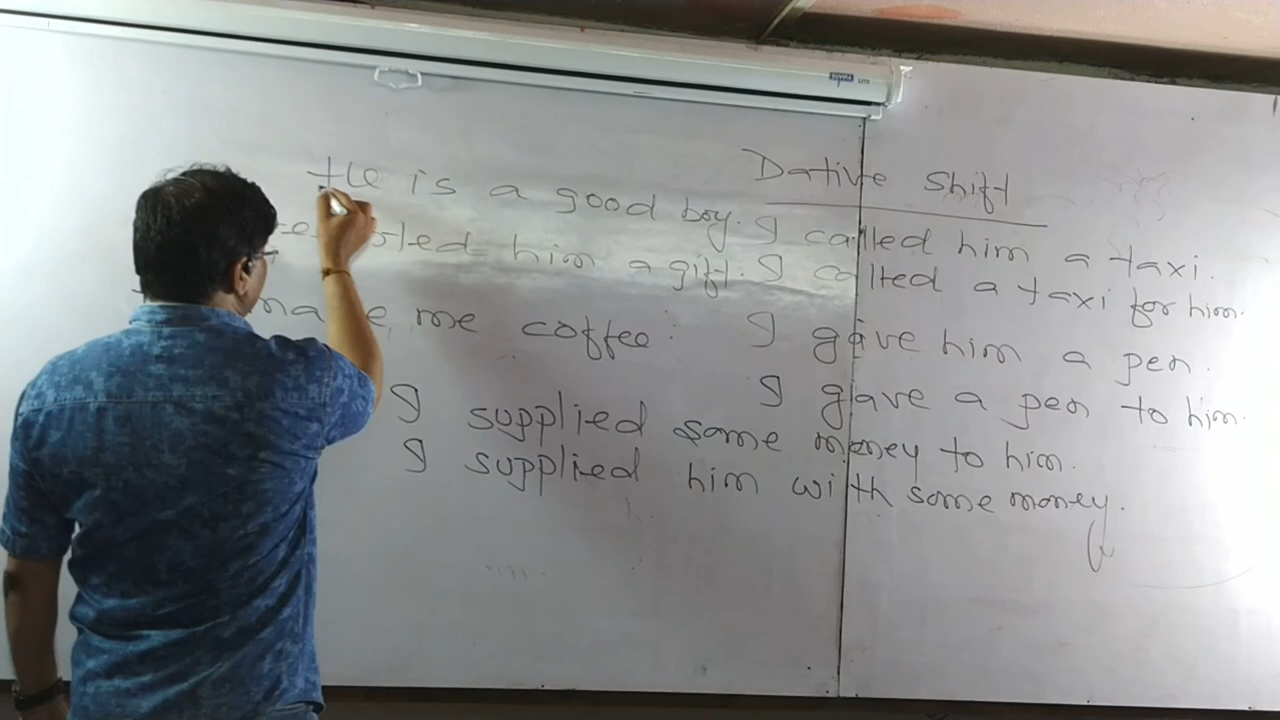 Dative Shift
He is a good boy.
him a gift.
me coffee.
I called him a taxi.
I called a taxi for him.
I give him a pen.
I gave a pen to him.
I supplied some money to him.
I supplied him with some money.